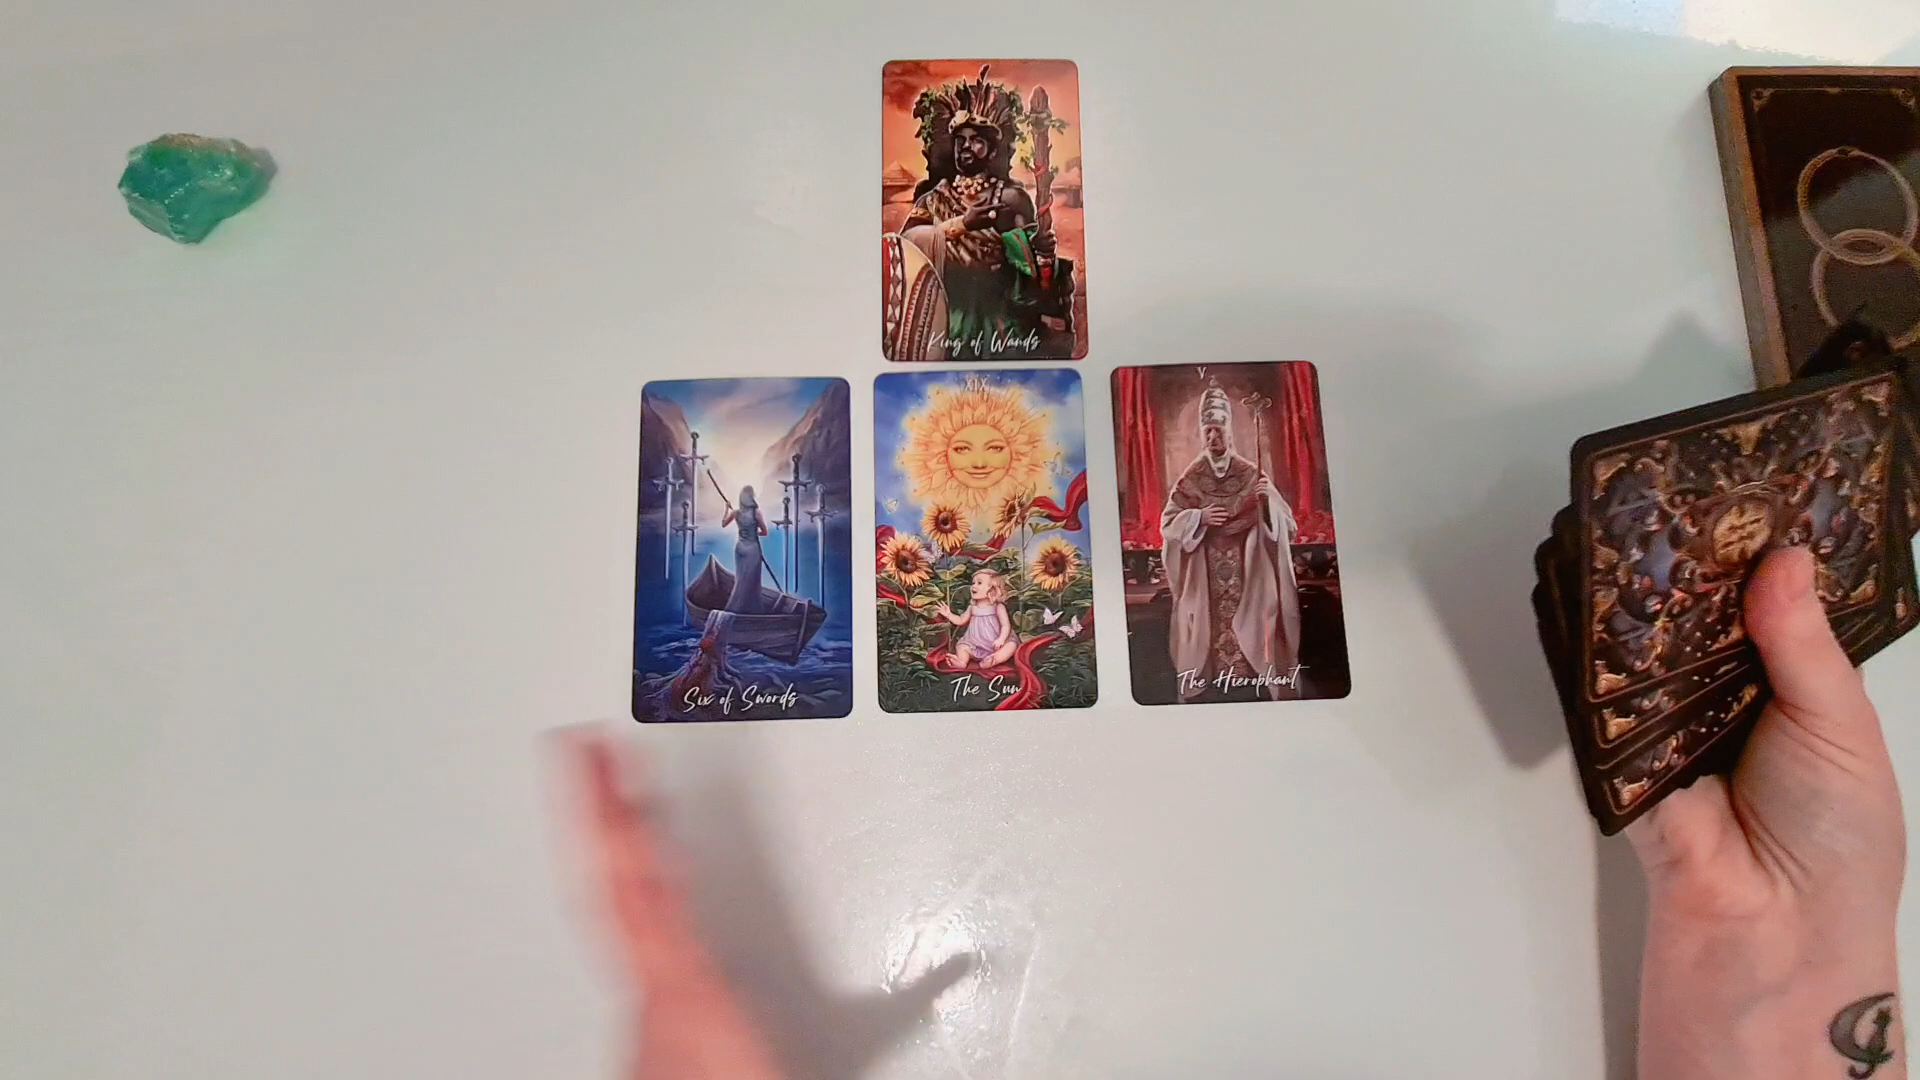 King of Wands
Six of Swords
XIX
The Sun
V
The Hierophant